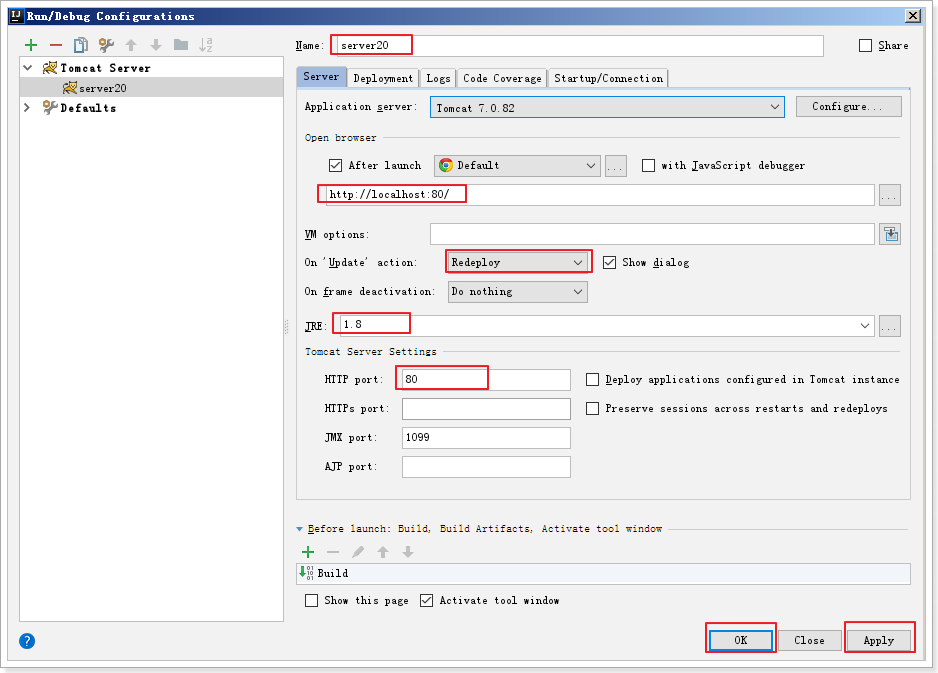 Run/Debug Configurations
Name: server20 Share
Tomcat Server
server20
Defaults
Server Deployment Logs Code Coverage Startup/Connection
Application server: Tomcat 7.0.82 Configure...
Open browser
After launch Default ... with JavaScript debugger
http://localhost:80/ ...
VM options:
On 'Update' action: Redeploy Show dialog
On frame deactivation: Do nothing
JRE: 1.8 ...
Tomcat Server Settings
HTTP port: 80 Deploy applications configured in Tomcat instance
HTTPs port: Preserve sessions across restarts and redeploys
JMX port: 1099
AJP port:
Before launch: Build, Build Artifacts, Activate tool window
Build
Show this page Activate tool window
? OK Close Apply